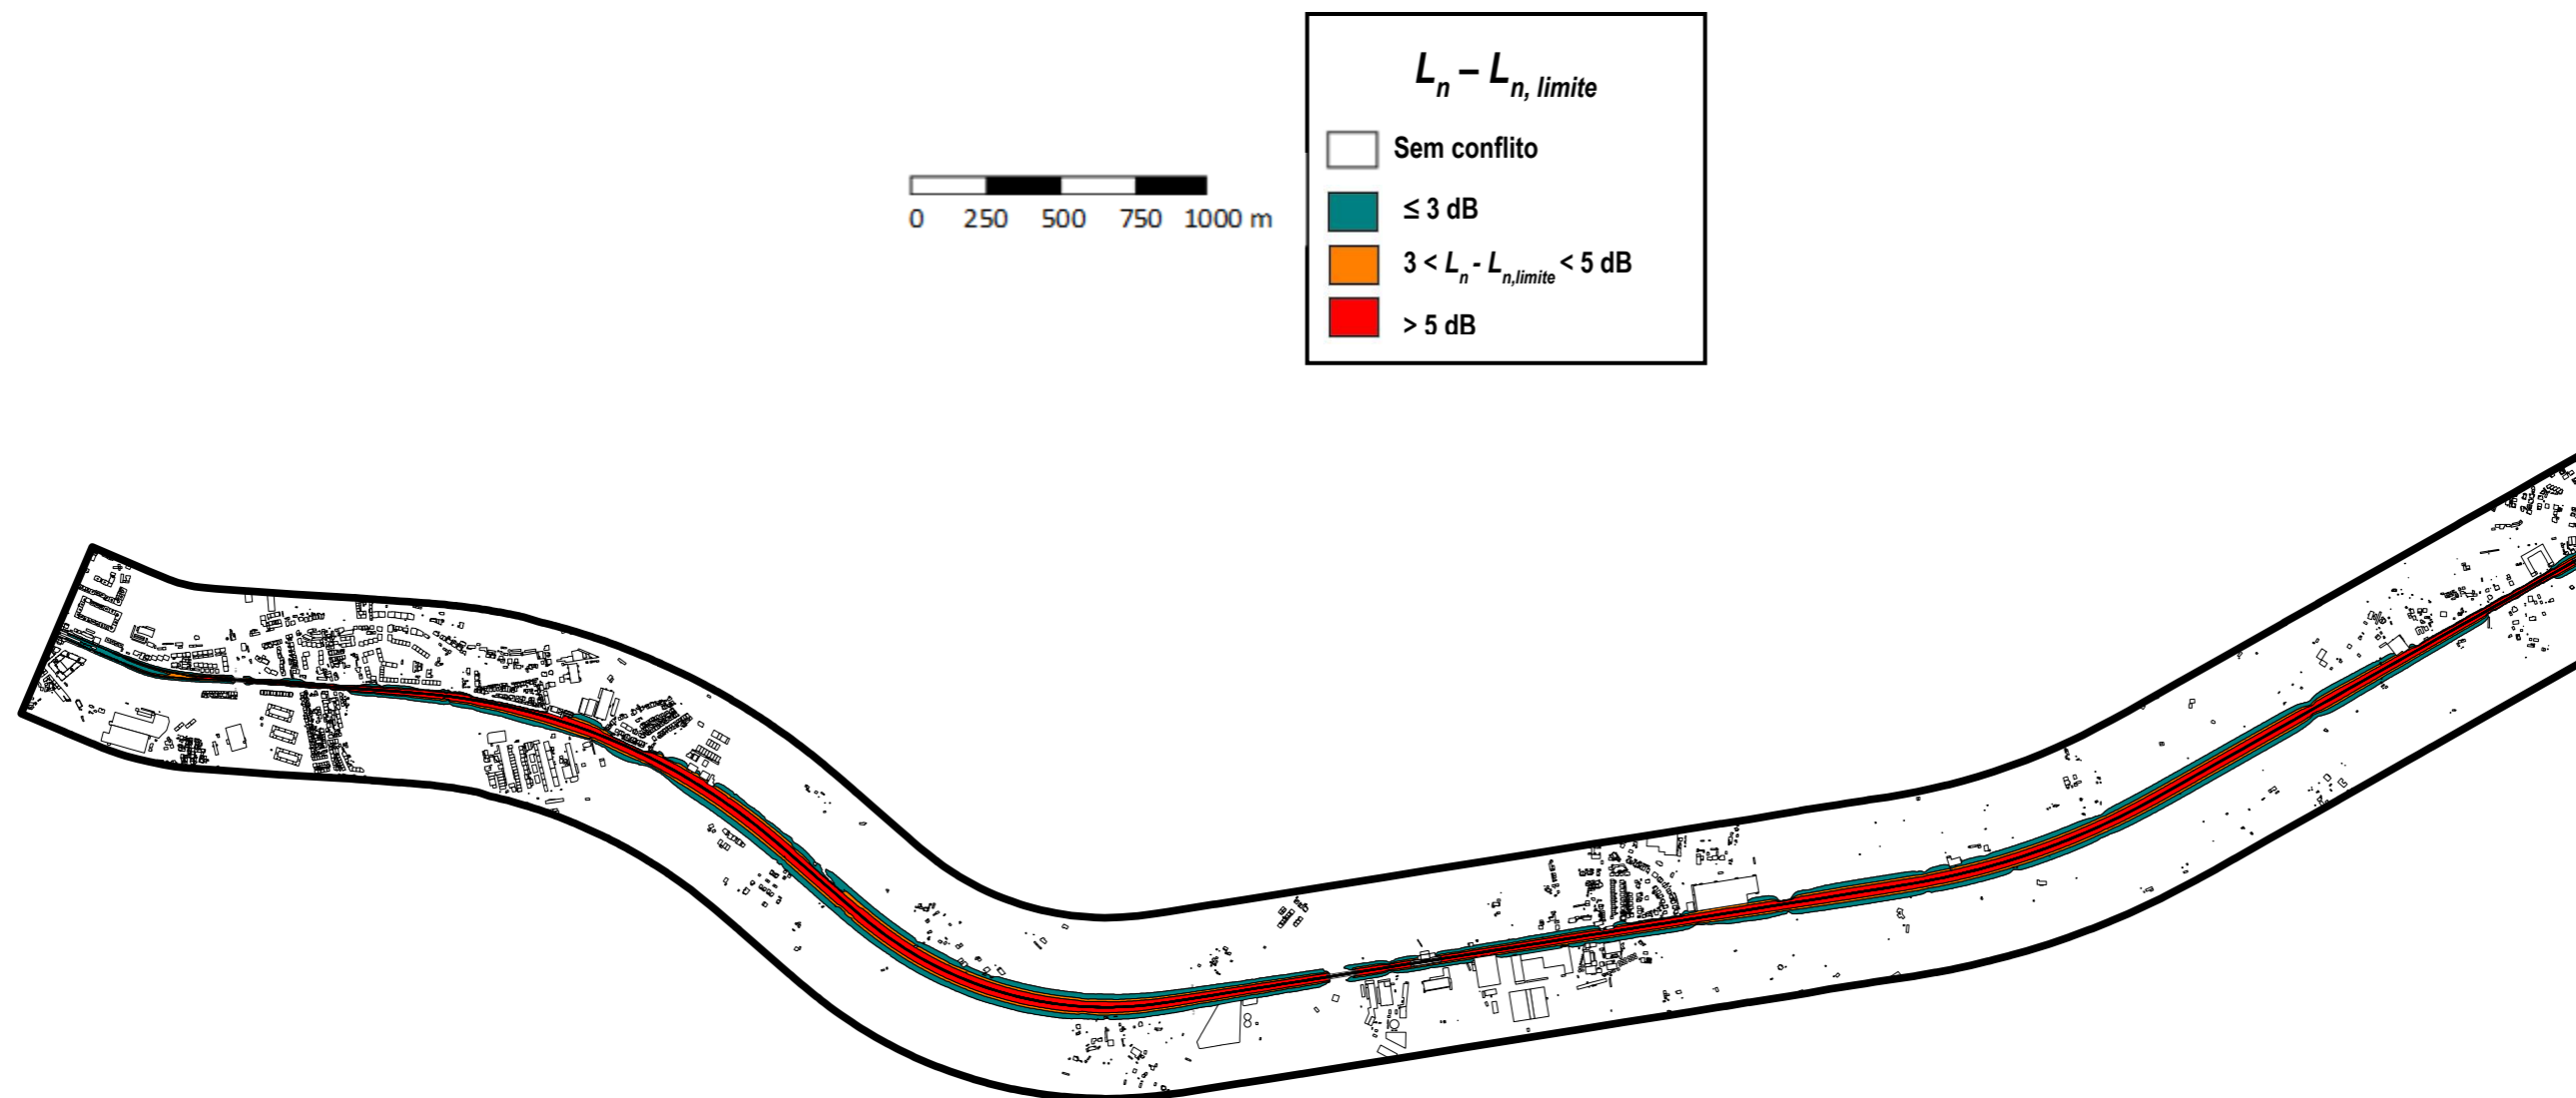 Lₙ – Lₙ, limite
Sem conflito
≤ 3 dB
3 < Lₙ - Lₙ,limite < 5 dB
> 5 dB
0 250 500 750 1000 m